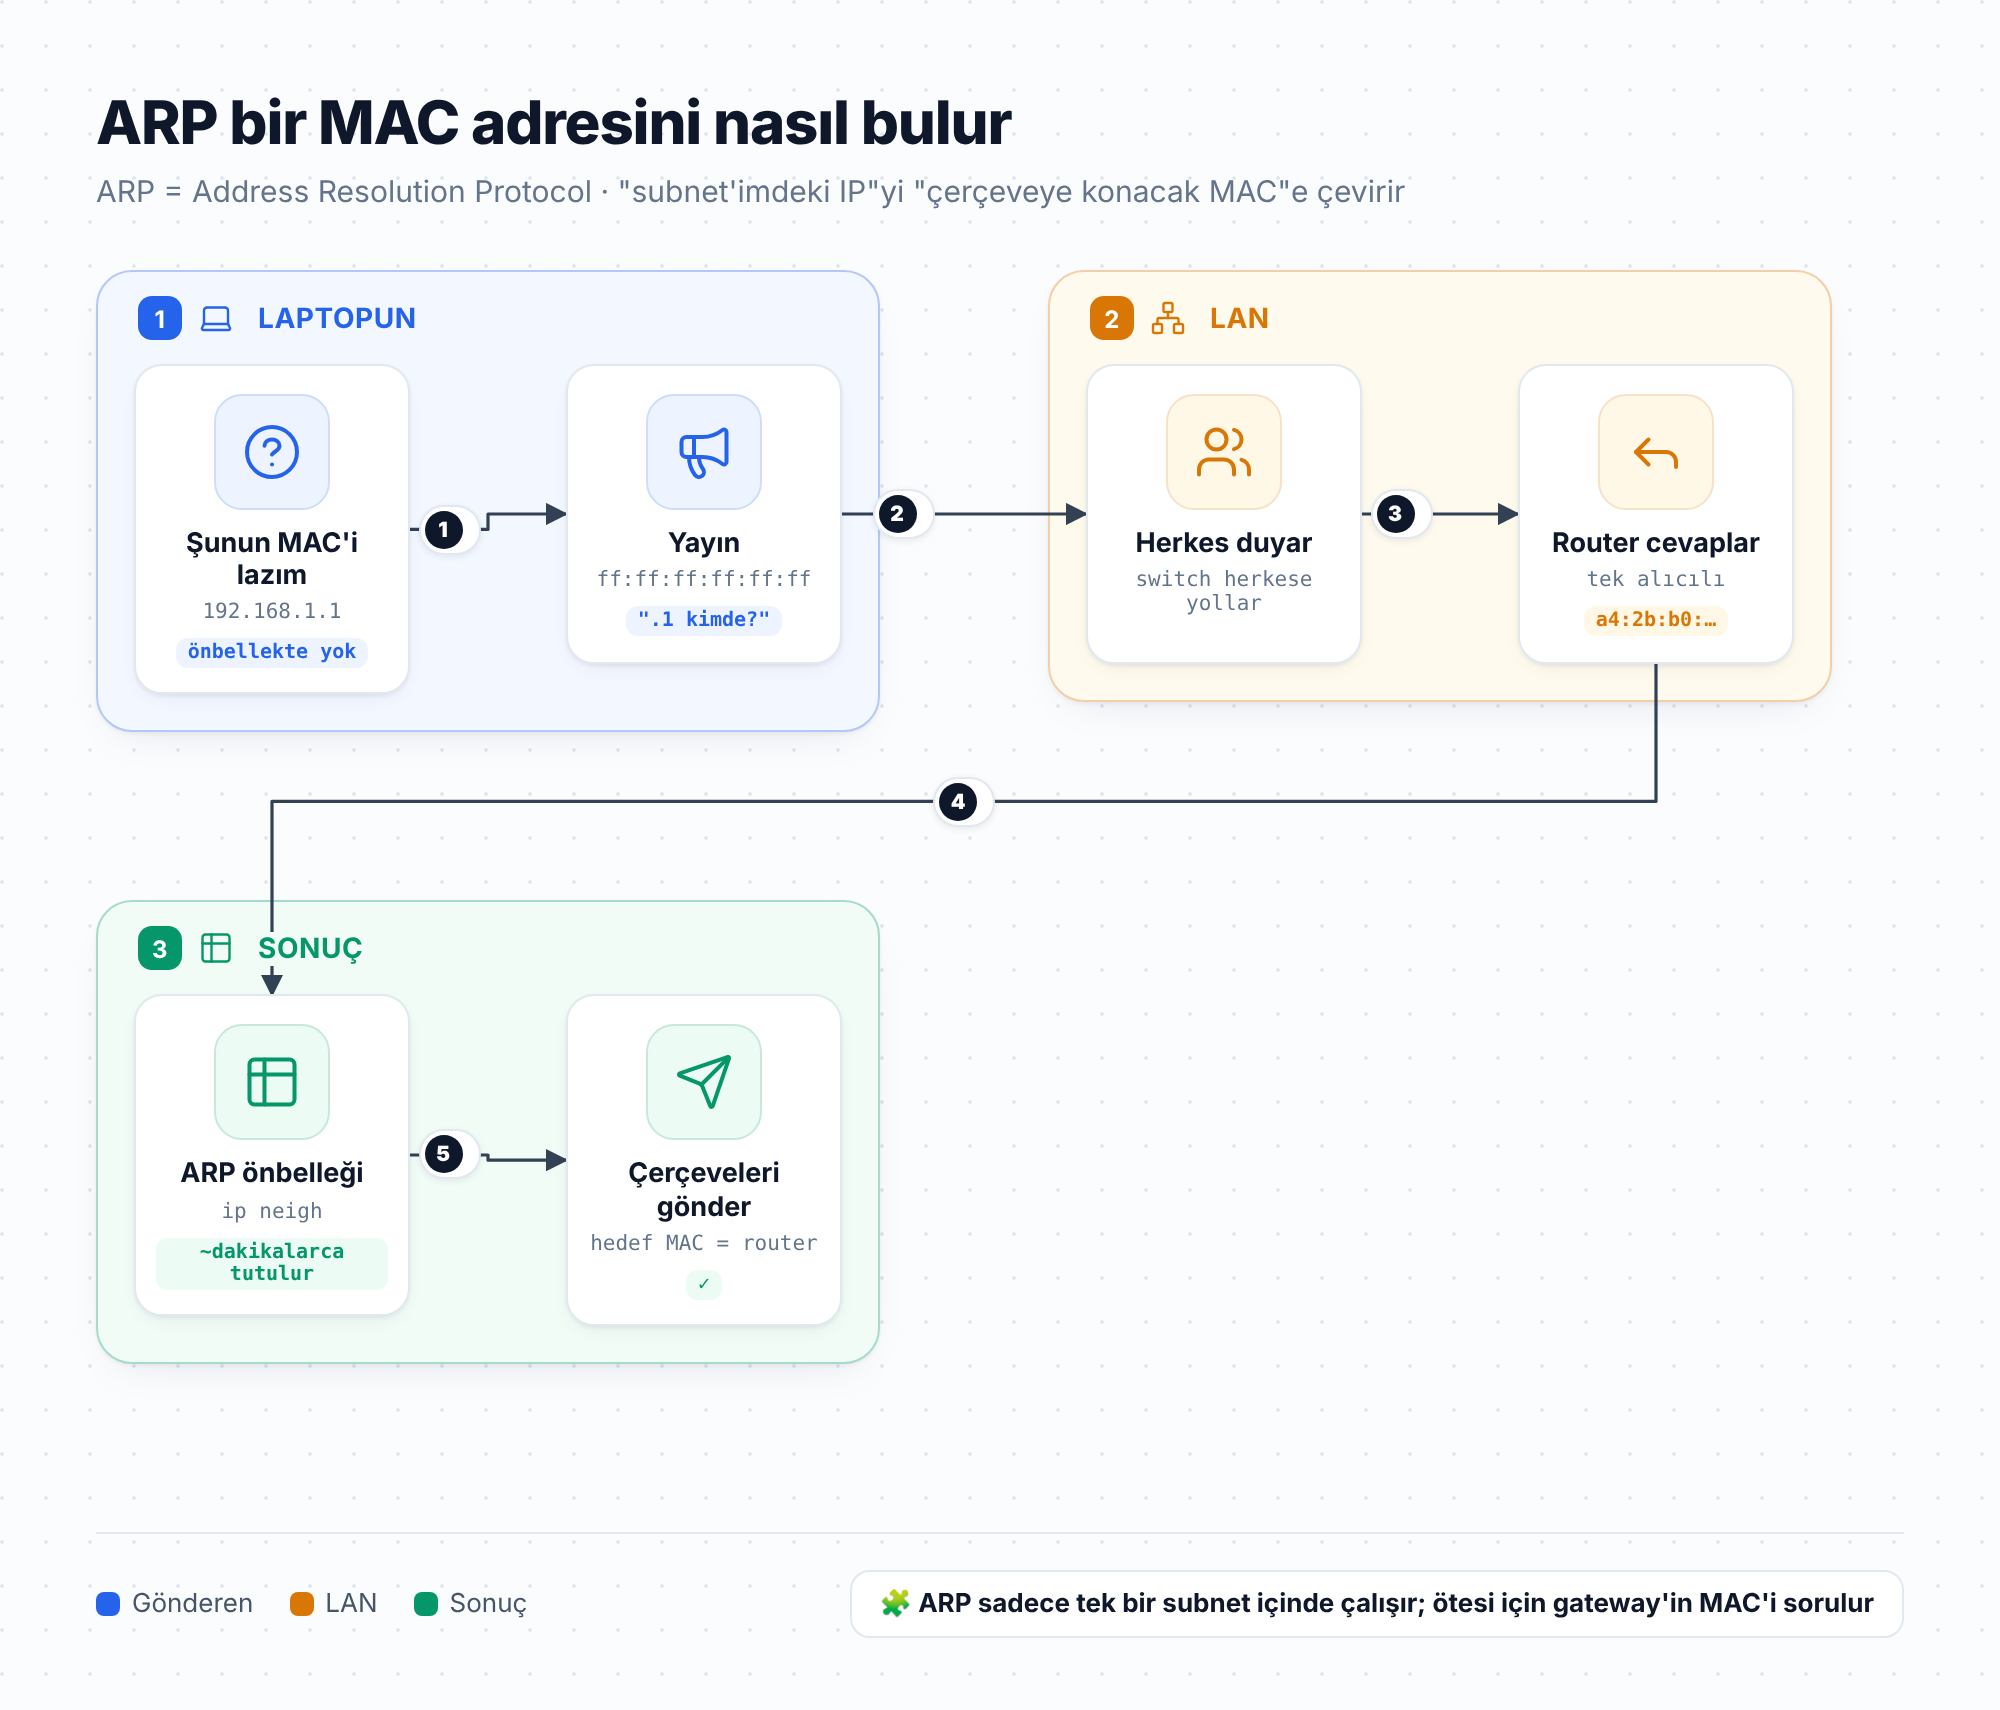 ARP bir MAC adresini nasıl bulur
ARP = Address Resolution Protocol · "subnet'imdeki IP"yi "çerçeveye konacak MAC"e çevirir
1 LAPTOPUN
Şunun MAC'i
lazım
192.168.1.1
önbellekte yok
1
Yayın
ff:ff:ff:ff:ff:ff
".1 kimde?"
2
2 LAN
Herkes duyar
switch herkese
yollar
3
Router cevaplar
tek alıcılı
a4:2b:b0:…
4
3 SONUÇ
ARP önbelleği
ip neigh
~dakikalarca
tutulur
5
Çerçeveleri
gönder
hedef MAC = router
✓
Gönderen
LAN
Sonuç
🧩 ARP sadece tek bir subnet içinde çalışır; ötesi için gateway'in MAC'i sorulur